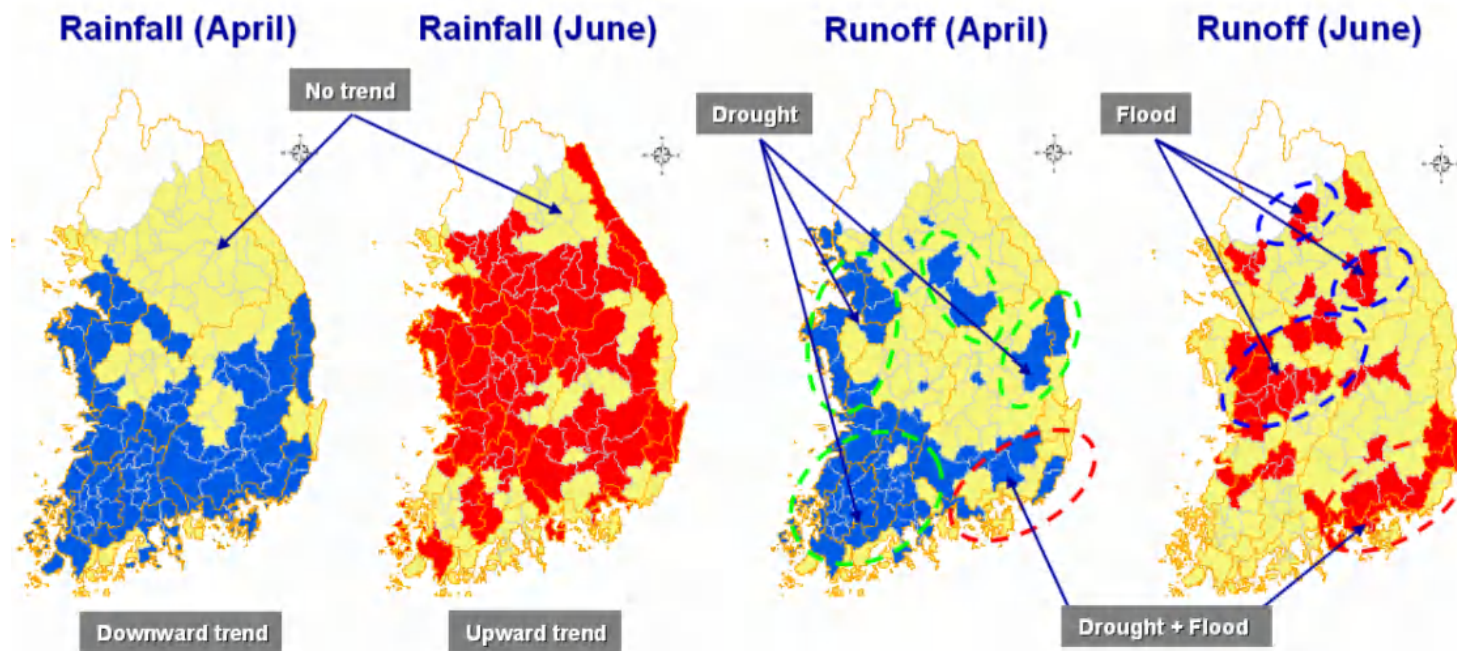 Rainfall (April)
Rainfall (June)
Runoff (April)
Runoff (June)
No trend
Drought
Flood
Downward trend
Upward trend
Drought + Flood